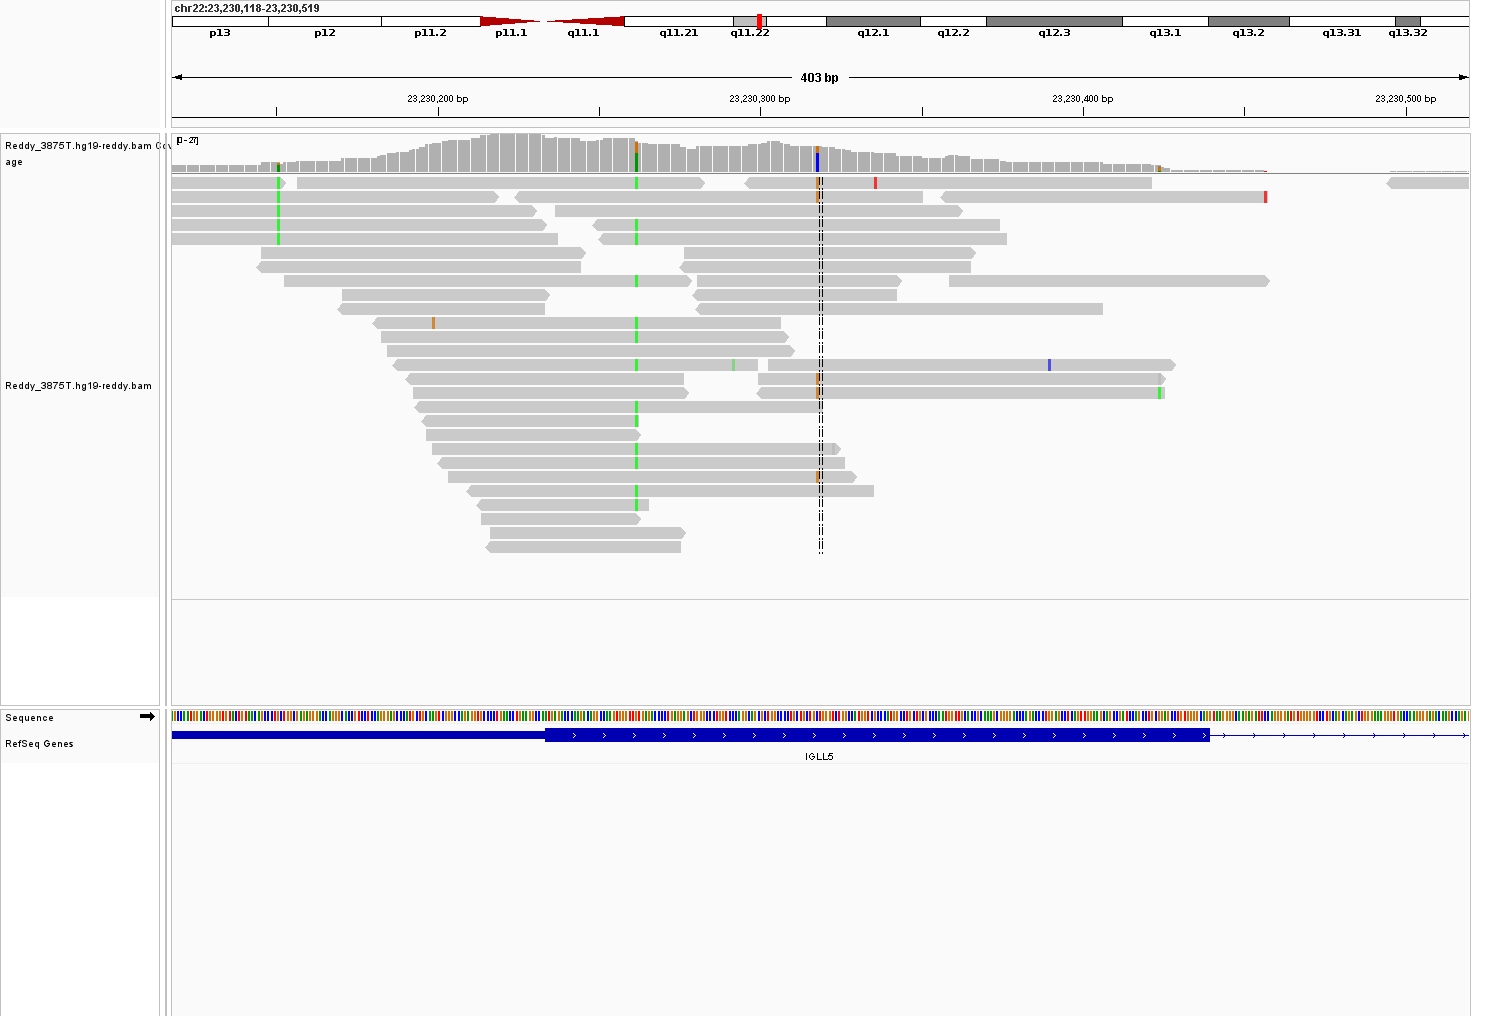 chr22:23,230,118-23,230,519
p13 p12 p11.2 p11.1 q11.1 q11.21 q11.22 q12.1 q12.2 q12.3 q13.1 q13.2 q13.31 q13.32
403 bp
23,230,200 bp 23,230,300 bp 23,230,400 bp 23,230,500 bp
[0 - 27]
Reddy_3875T.hg19-reddy.bam Cov
age
Reddy_3875T.hg19-reddy.bam
Sequence
RefSeq Genes
IGLL5